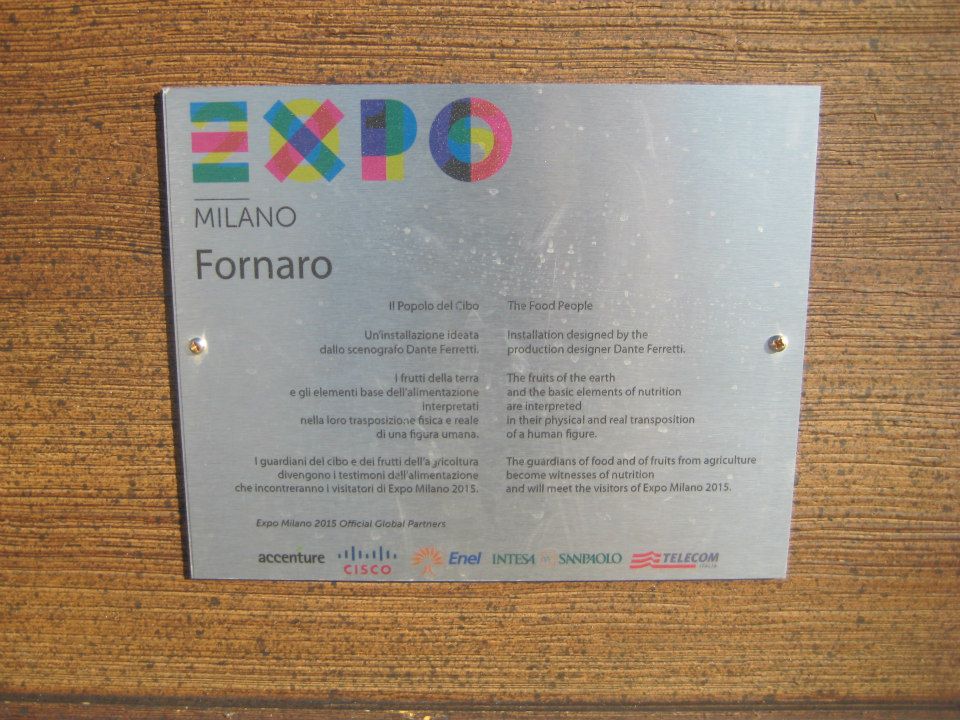 EXPO
MILANO
Fornaro
Il Popolo del Cibo
Un'installazione ideata
dallo scenografo Dante Ferretti.
I frutti della terra
e gli elementi base dell'alimentazione
interpretati
nella loro trasposizione fisica e reale
di una figura umana.
I guardiani del cibo e dei frutti dell'agricoltura
divengono i testimoni dell'alimentazione
che incontreranno i visitatori di Expo Milano 2015.
The Food People
Installation designed by the
production designer Dante Ferretti.
The fruits of the earth
and the basic elements of nutrition
are interpreted
in their physical and real transposition
of a human figure.
The guardians of food and of fruits from agriculture
become witnesses of nutrition
and will meet the visitors of Expo Milano 2015.
Expo Milano 2015 Official Global Partners
accenture
CISCO
Enel
INTESA SANPAOLO
TELECOM
ITALIA